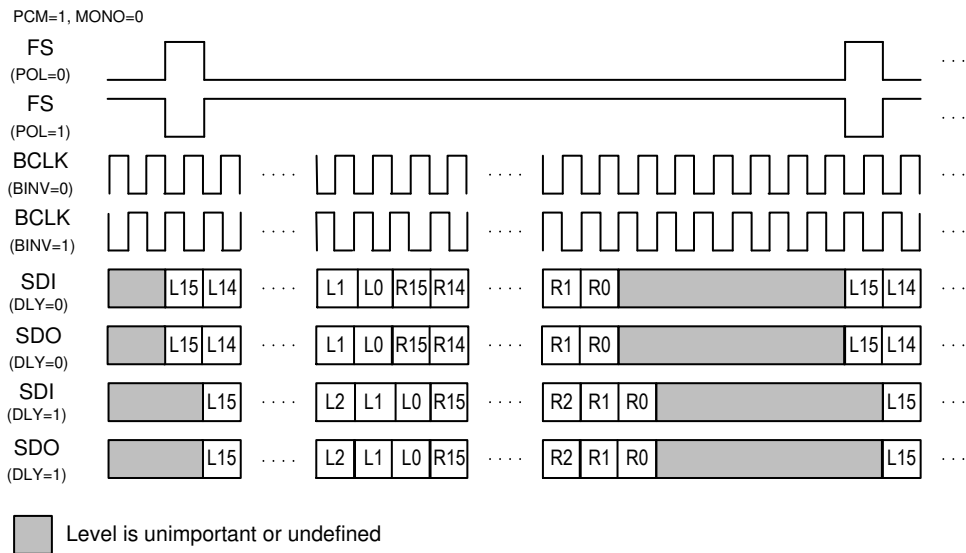 PCM=1, MONO=0
FS
(POL=0)
. . .
FS
(POL=1)
. . .
BCLK
(BINV=0)
. . . . . . . . . . .
BCLK
(BINV=1)
. . . . . . . . . . .
SDI L15 L14 . . . . L1 L0 R15 R14 . . . . R1 R0 L15 L14 . . .
(DLY=0)
SDO L15 L14 . . . . L1 L0 R15 R14 . . . . R1 R0 L15 L14 . . .
(DLY=0)
SDI L15 . . . . L2 L1 L0 R15 . . . . R2 R1 R0 L15 . . .
(DLY=1)
SDO L15 . . . . L2 L1 L0 R15 . . . . R2 R1 R0 L15 . . .
(DLY=1)
Level is unimportant or undefined